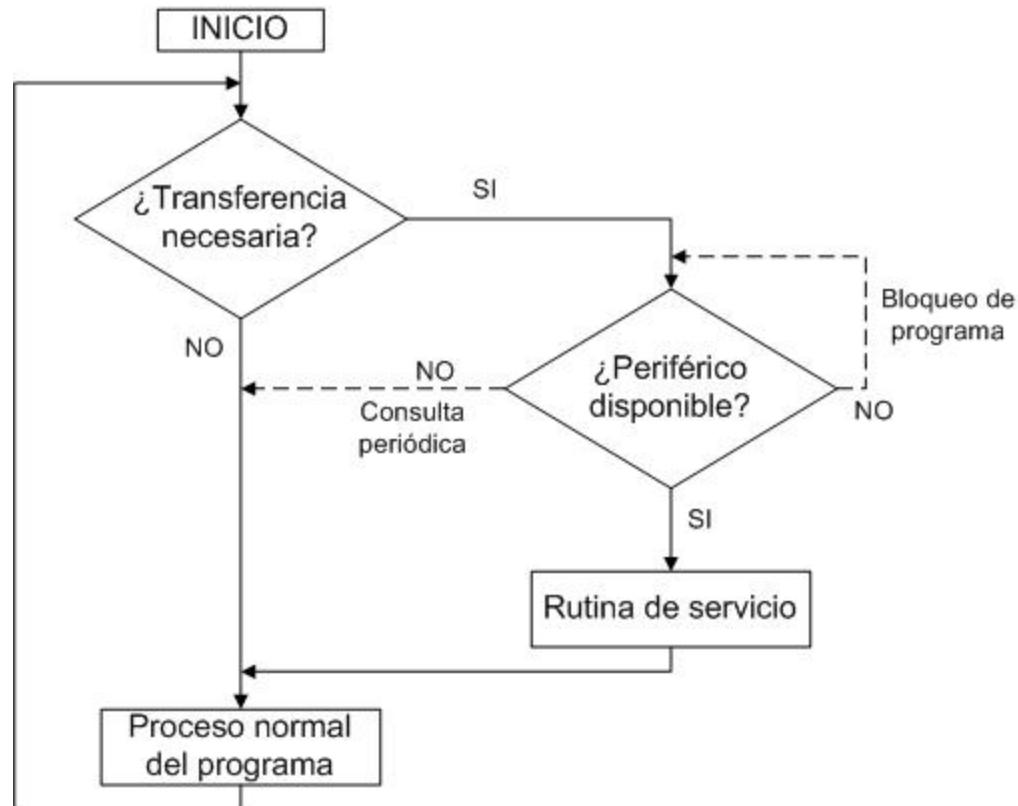 INICIO
¿Transferencia
necesaria?
SI
NO
¿Periférico
disponible?
Bloqueo de
programa
NO
NO
Consulta
periódica
SI
Rutina de servicio
Proceso normal
del programa